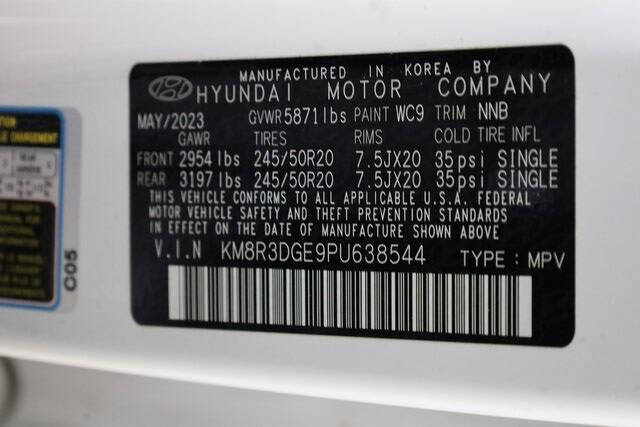 MANUFACTURED IN KOREA BY
HYUNDAI MOTOR COMPANY
MAY/2023 GVWR 5871 lbs PAINT WC9 TRIM NNB
GAWR TIRES RIMS COLD TIRE INFL
FRONT 2954 lbs 245/50R20 7.5JX20 35psi SINGLE
REAR 3197 lbs 245/50R20 7.5JX20 35psi SINGLE
THIS VEHICLE CONFORMS TO ALL APPLICABLE U.S.A. FEDERAL
MOTOR VEHICLE SAFETY AND THEFT PREVENTION STANDARDS
IN EFFECT ON THE DATE OF MANUFACTURE SHOWN ABOVE
V.I.N KM8R3DGE9PU638544 TYPE : MPV
C05